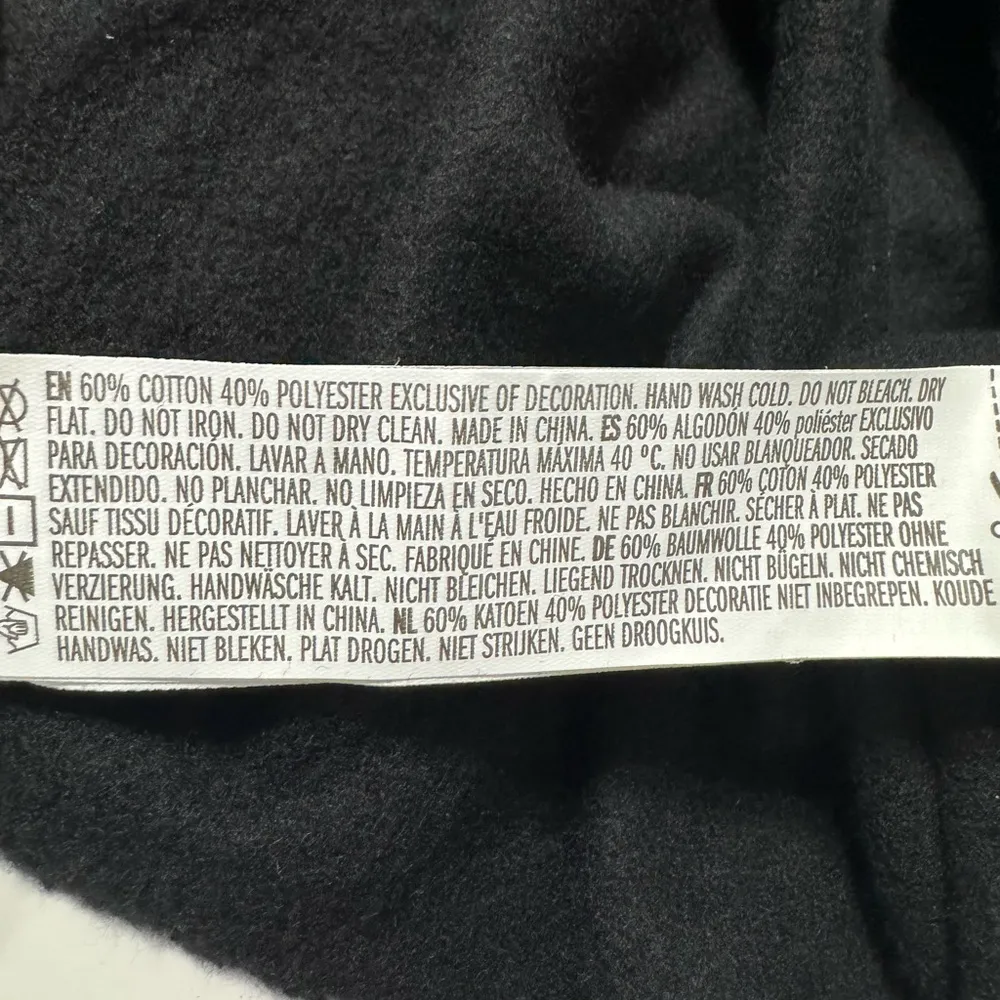 EN 60% COTTON 40% POLYESTER EXCLUSIVE OF DECORATION. HAND WASH COLD. DO NOT BLEACH. DRY
FLAT. DO NOT IRON. DO NOT DRY CLEAN. MADE IN CHINA. ES 60% ALGODÓN 40% poliéster EXCLUSIVO
PARA DECORACIÓN. LAVAR A MANO. TEMPERATURA MAXIMA 40 ºC. NO USAR BLANQUEADOR. SECADO
EXTENDIDO. NO PLANCHAR. NO LIMPIEZA EN SECO. HECHO EN CHINA. FR 60% COTON 40% POLYESTER
SAUF TISSU DÉCORATIF. LAVER À LA MAIN À L'EAU FROIDE. NE PAS BLANCHIR. SÉCHER À PLAT. NE PAS
REPASSER. NE PAS NETTOYER À SEC. FABRIQUÉ EN CHINE. DE 60% BAUMWOLLE 40% POLYESTER OHNE
VERZIERUNG. HANDWÄSCHE KALT. NICHT BLEICHEN. LIEGEND TROCKNEN. NICHT BÜGELN. NICHT CHEMISCH
REINIGEN. HERGESTELLT IN CHINA. NL 60% KATOEN 40% POLYESTER DECORATIE NIET INBEGREPEN. KOUDE
HANDWAS. NIET BLEKEN. PLAT DROGEN. NIET STRIJKEN. GEEN DROOGKUIS.